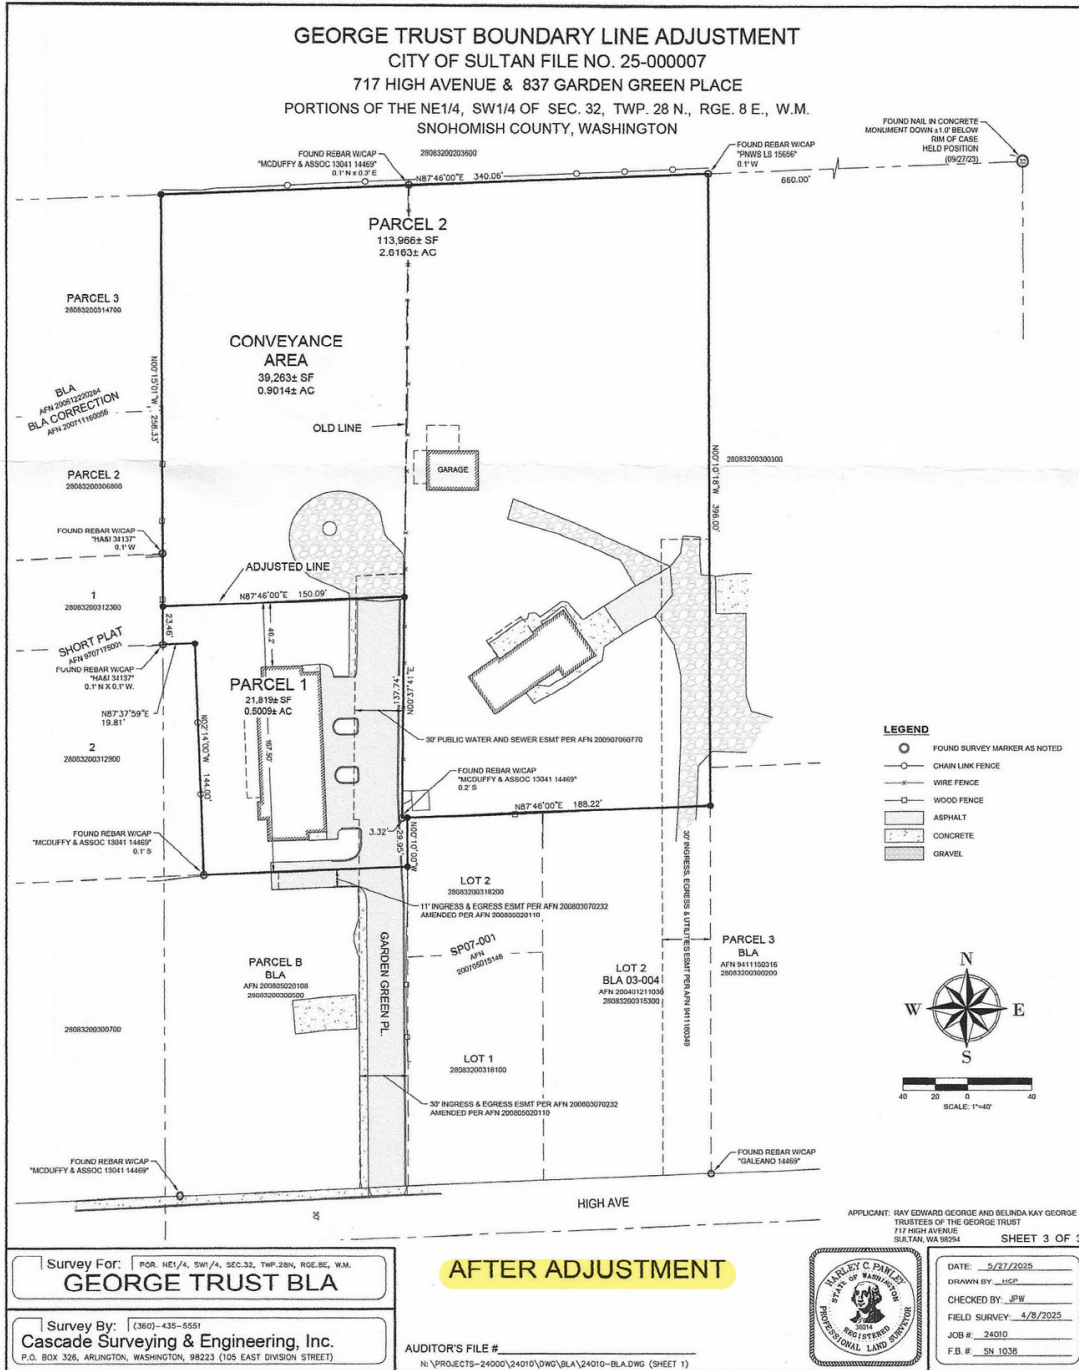 GEORGE TRUST BOUNDARY LINE ADJUSTMENT
CITY OF SULTAN FILE NO. 25-000007
717 HIGH AVENUE & 837 GARDEN GREEN PLACE
PORTIONS OF THE NE1/4, SW1/4 OF SEC. 32, TWP. 28 N., RGE. 8 E., W.M.
SNOHOMISH COUNTY, WASHINGTON
FOUND NAIL IN CONCRETE
MONUMENT DOWN ±1.0' BELOW
RIM OF CASE
HELD POSITION
(09/27/23)
FOUND REBAR W/CAP
"MCDUFFY & ASSOC 13041 14469"
0.1' N x 0.3' E
28083200203600
FOUND REBAR W/CAP
"PNWS LS 15656"
0.1' W
N87°46'00"E 340.06'
660.00'
PARCEL 2
113,966± SF
2.6163± AC
PARCEL 3
28083200314700
CONVEYANCE
AREA
39,263± SF
0.9014± AC
N00°15'01"W 258.33'
BLA
AFN 200612220284
BLA CORRECTION
AFN 200711160056
OLD LINE
GARAGE
N00°10'18"W 396.00'
28083200300300
PARCEL 2
28083200306800
FOUND REBAR W/CAP
"HA&I 34137"
0.1' W
ADJUSTED LINE
N87°46'00"E 150.09'
1
28083200312300
23.46'
40.2'
SHORT PLAT
AFN 9707175001
FOUND REBAR W/CAP
"HA&I 34137"
0.1' N X 0.1' W.
PARCEL 1
21,819± SF
0.5009± AC
N87°37'59"E
19.81'
137.74'
N00°37'41"E
N02°14'00"W 144.00'
167.50'
30' PUBLIC WATER AND SEWER ESMT PER AFN 200907060770
2
28083200312900
FOUND REBAR W/CAP
"MCDUFFY & ASSOC 13041 14469"
0.2' S
N87°46'00"E 188.22'
FOUND REBAR W/CAP
"MCDUFFY & ASSOC 13041 14469"
0.1' S
3.32'
29.95'
N00°10'00"W
LEGEND
FOUND SURVEY MARKER AS NOTED
CHAIN LINK FENCE
WIRE FENCE
WOOD FENCE
ASPHALT
CONCRETE
GRAVEL
LOT 2
28083200318200
11' INGRESS & EGRESS ESMT PER AFN 200803070232
AMENDED PER AFN 200805020110
30' INGRESS, EGRESS & UTILITIES ESMT PER AFN 9411160349
GARDEN GREEN PL.
SP07-001
AFN
200705015146
PARCEL B
BLA
AFN 200805020108
28083200300500
LOT 2
BLA 03-004
AFN 200401211030
28083200315300
PARCEL 3
BLA
AFN 9411150316
28083200300200
28083200300700
LOT 1
28083200318100
30' INGRESS & EGRESS ESMT PER AFN 200803070232
AMENDED PER AFN 200805020110
N
W E
S
40 20 0 40
SCALE: 1"=40'
FOUND REBAR W/CAP
"MCDUFFY & ASSOC 13041 14469"
FOUND REBAR W/CAP
"GALEANO 14469"
HIGH AVE
30'
APPLICANT: RAY EDWARD GEORGE AND BELINDA KAY GEORGE
TRUSTEES OF THE GEORGE TRUST
717 HIGH AVENUE
SULTAN, WA 98294
SHEET 3 OF 3
Survey For: POR. NE1/4, SW1/4, SEC.32, TWP.28N, RGE.8E, W.M.
GEORGE TRUST BLA
Survey By: (360)-435-5551
Cascade Surveying & Engineering, Inc.
P.O. BOX 326, ARLINGTON, WASHINGTON, 98223 (105 EAST DIVISION STREET)
AFTER ADJUSTMENT
AUDITOR'S FILE #
N:\PROJECTS-24000\24010\DWG\BLA\24010-BLA.DWG (SHEET 1)
HARLEY C. PAWLEY
STATE OF WASHINGTON
38014
REGISTERED
PROFESSIONAL LAND SURVEYOR
DATE: 5/27/2025
DRAWN BY: HCP
CHECKED BY: JPW
FIELD SURVEY: 4/8/2025
JOB #: 24010
F.B. #: SN 1038